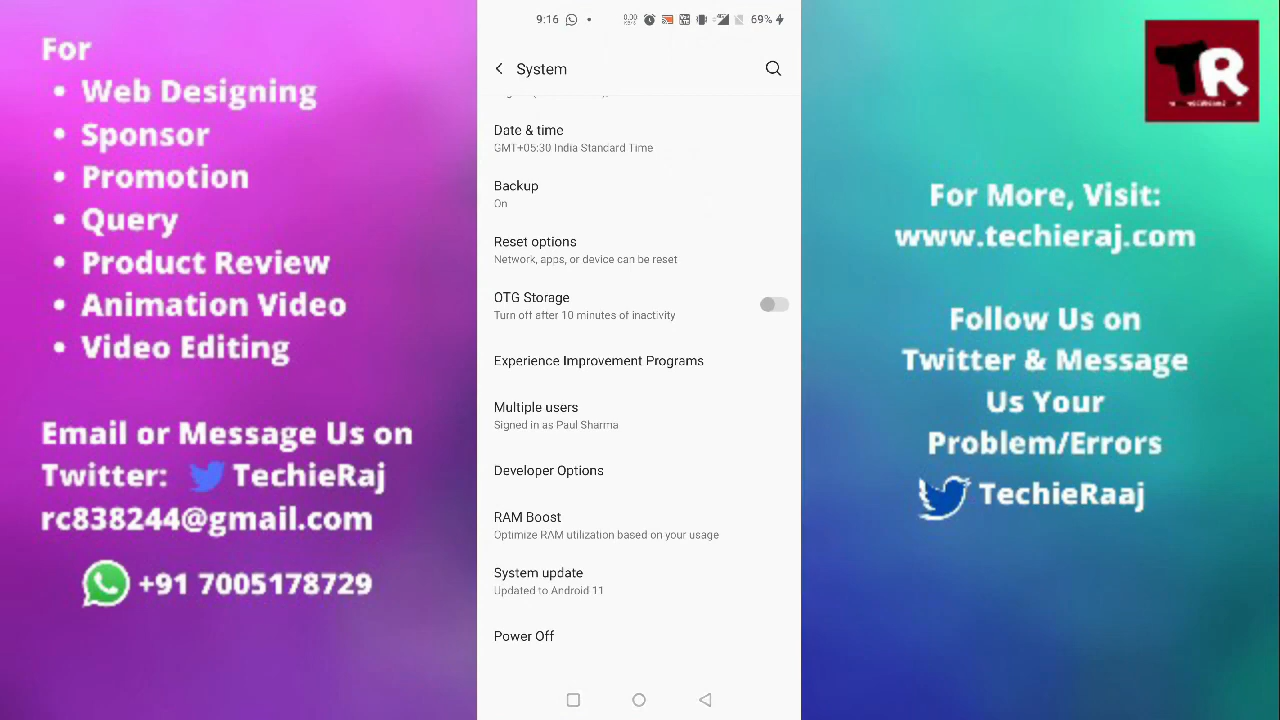 For
• Web Designing
• Sponsor
• Promotion
• Query
• Product Review
• Animation Video
• Video Editing
Email or Message Us on
Twitter: TechieRaj
rc838244@gmail.com
+91 7005178729
9:16
69%
System
Date & time
GMT+05:30 India Standard Time
Backup
On
Reset options
Network, apps, or device can be reset
OTG Storage
Turn off after 10 minutes of inactivity
Experience Improvement Programs
Multiple users
Signed in as Paul Sharma
Developer Options
RAM Boost
Optimize RAM utilization based on your usage
System update
Updated to Android 11
Power Off
TR
For More, Visit:
www.techieraj.com
Follow Us on
Twitter & Message
Us Your
Problem/Errors
TechieRaaj